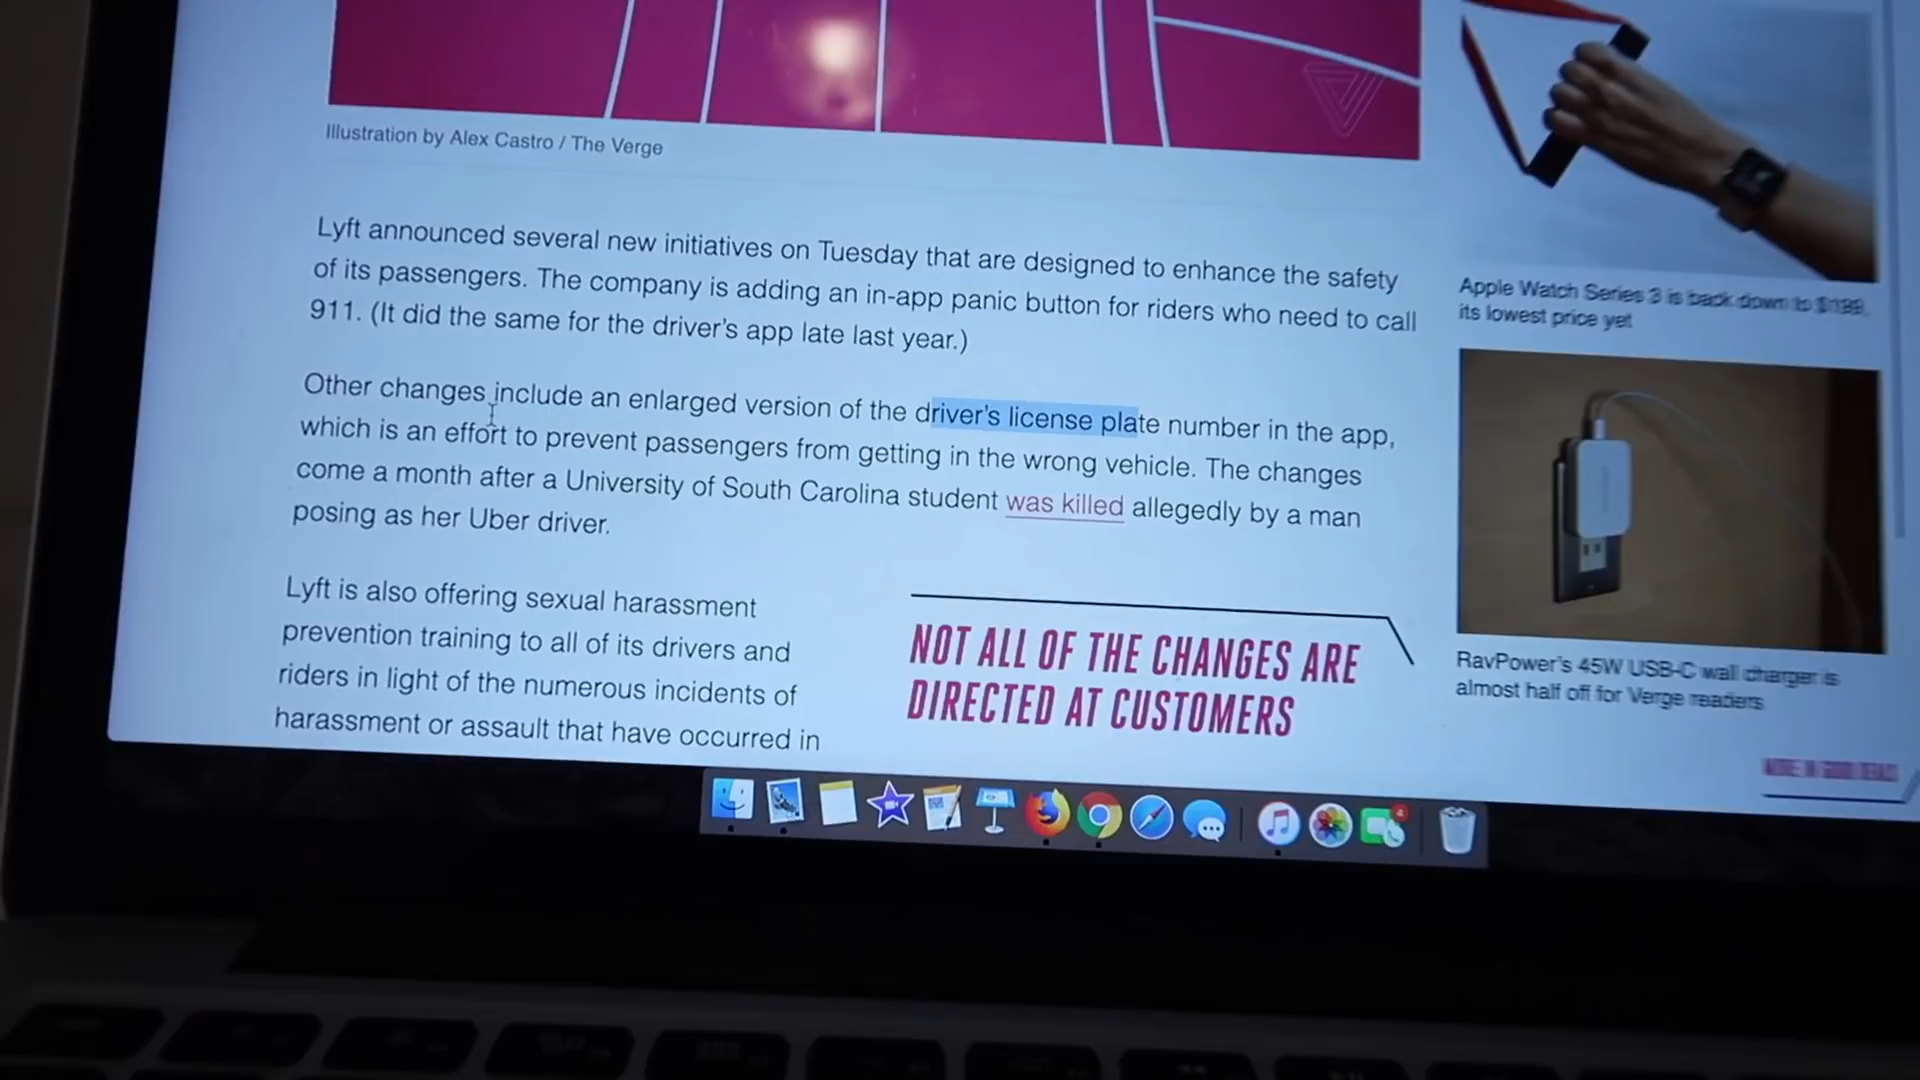 Illustration by Alex Castro / The Verge
Lyft announced several new initiatives on Tuesday that are designed to enhance the safety
of its passengers. The company is adding an in-app panic button for riders who need to call
911. (It did the same for the driver's app late last year.)
Other changes include an enlarged version of the driver's license plate number in the app,
which is an effort to prevent passengers from getting in the wrong vehicle. The changes
come a month after a University of South Carolina student was killed allegedly by a man
posing as her Uber driver.
Lyft is also offering sexual harassment
prevention training to all of its drivers and
riders in light of the numerous incidents of
harassment or assault that have occurred in
NOT ALL OF THE CHANGES ARE
DIRECTED AT CUSTOMERS
Apple Watch Series 3 is back down to $199,
its lowest price yet
RavPower's 45W USB-C wall charger is
almost half off for Verge readers
MORE IN GOOD DEALS
4